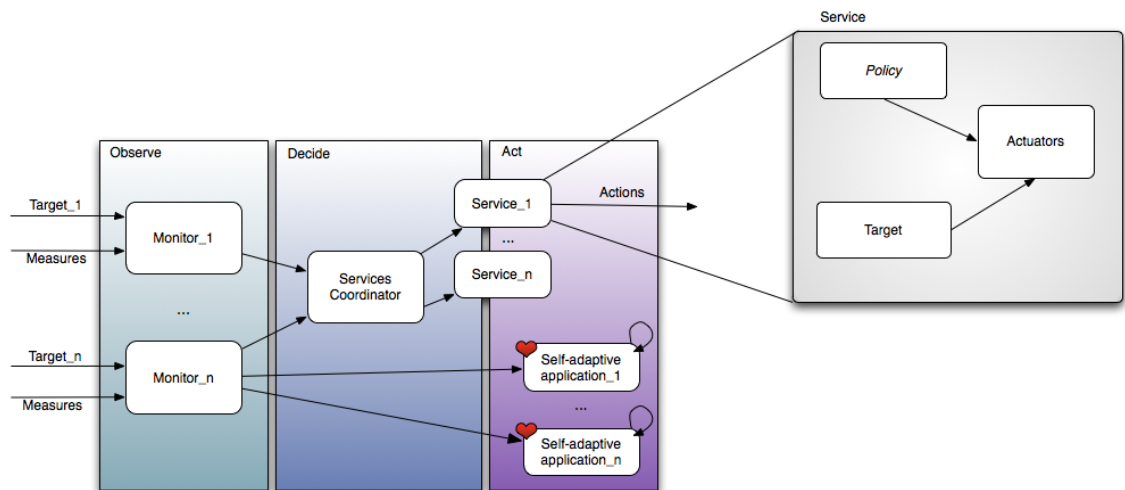 Service
Policy
Actuators
Target
Observe
Decide
Act
Target_1
Measures
Monitor_1
...
Target_n
Measures
Monitor_n
Services
Coordinator
Service_1
...
Service_n
Actions
Self-adaptive
application_1
...
Self-adaptive
application_n